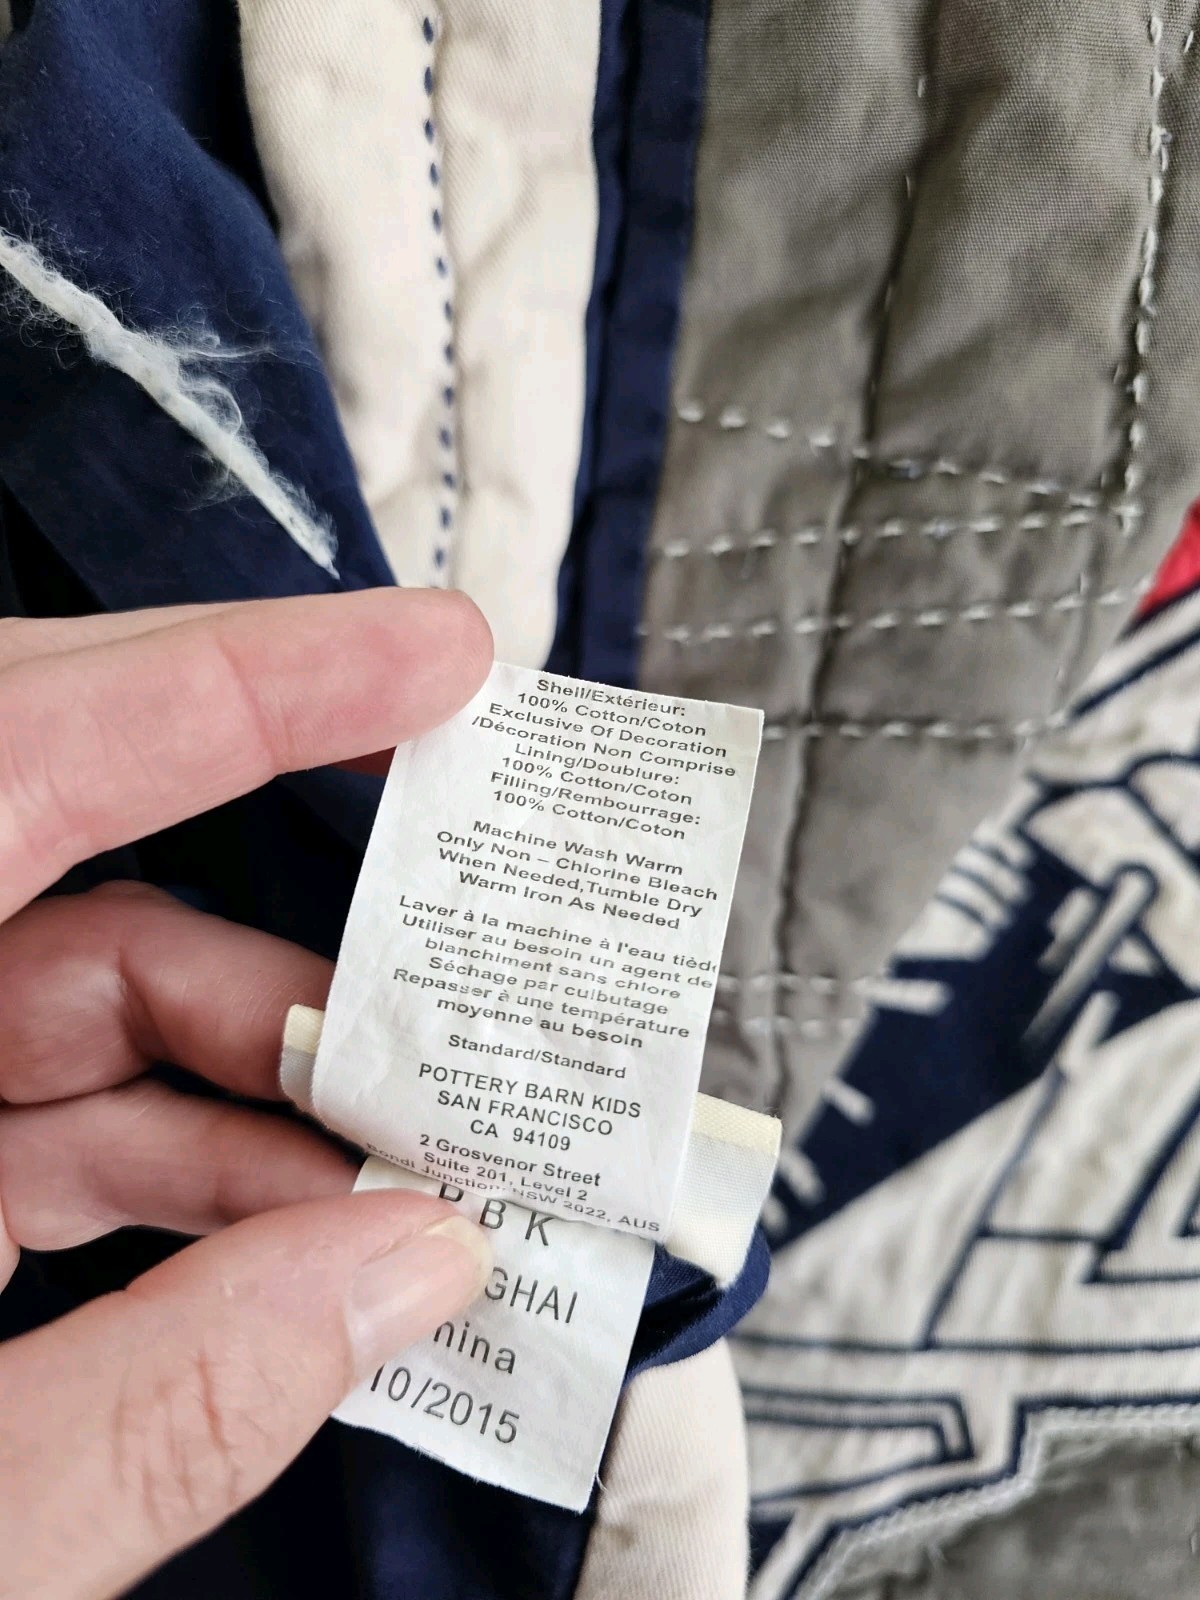 Shell/Extérieur:
100% Cotton/Coton
Exclusive Of Decoration
/Décoration Non Comprise
Lining/Doublure:
100% Cotton/Coton
Filling/Rembourrage:
100% Cotton/Coton
Machine Wash Warm
Only Non – Chlorine Bleach
When Needed,Tumble Dry
Warm Iron As Needed
Laver à la machine à l'eau tiède
Utiliser au besoin un agent de
blanchiment sans chlore
Séchage par culbutage
Repasser à une température
moyenne au besoin
Standard/Standard
POTTERY BARN KIDS
SAN FRANCISCO
CA 94109
2 Grosvenor Street
Suite 201, Level 2
Bondi Junction, NSW 2022, AUS
PBK
GHAI
hina
10/2015